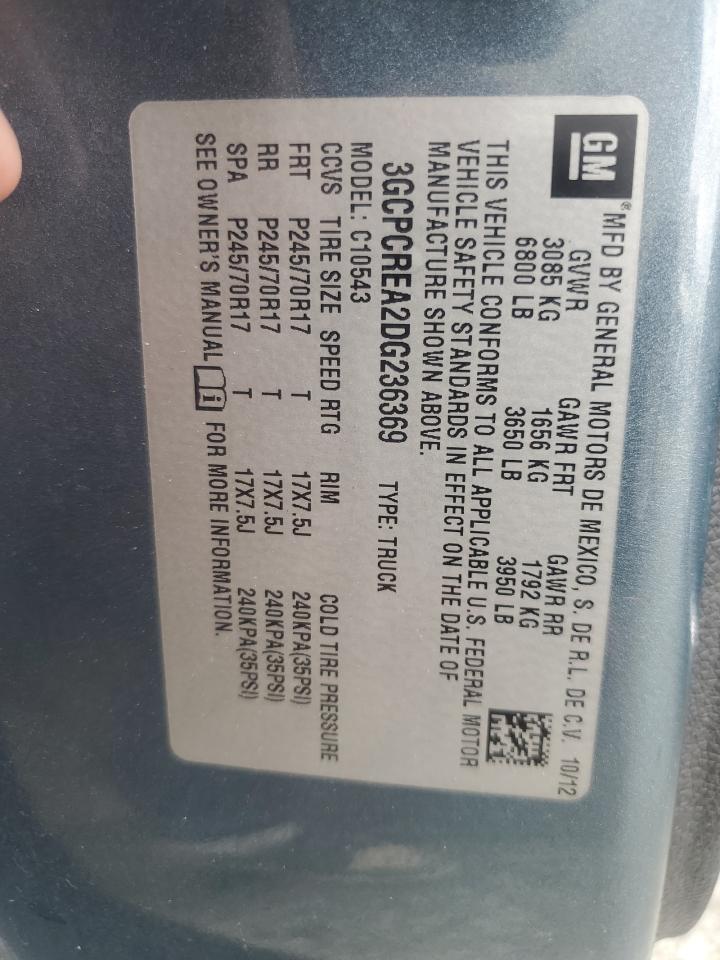 GM
® MFD BY GENERAL MOTORS DE MEXICO, S. DE R.L. DE C.V. 10/12
GVWR GAWR FRT GAWR RR
3085 KG 1656 KG 1792 KG
6800 LB 3650 LB 3950 LB
THIS VEHICLE CONFORMS TO ALL APPLICABLE U.S. FEDERAL MOTOR
VEHICLE SAFETY STANDARDS IN EFFECT ON THE DATE OF
MANUFACTURE SHOWN ABOVE.
3GCPCREA2DG236369 TYPE: TRUCK
MODEL: C10543
CCVS TIRE SIZE SPEED RTG RIM COLD TIRE PRESSURE
FRT P245/70R17 T 17X7.5J 240KPA(35PSI)
RR P245/70R17 T 17X7.5J 240KPA(35PSI)
SPA P245/70R17 T 17X7.5J 240KPA(35PSI)
SEE OWNER'S MANUAL FOR MORE INFORMATION.